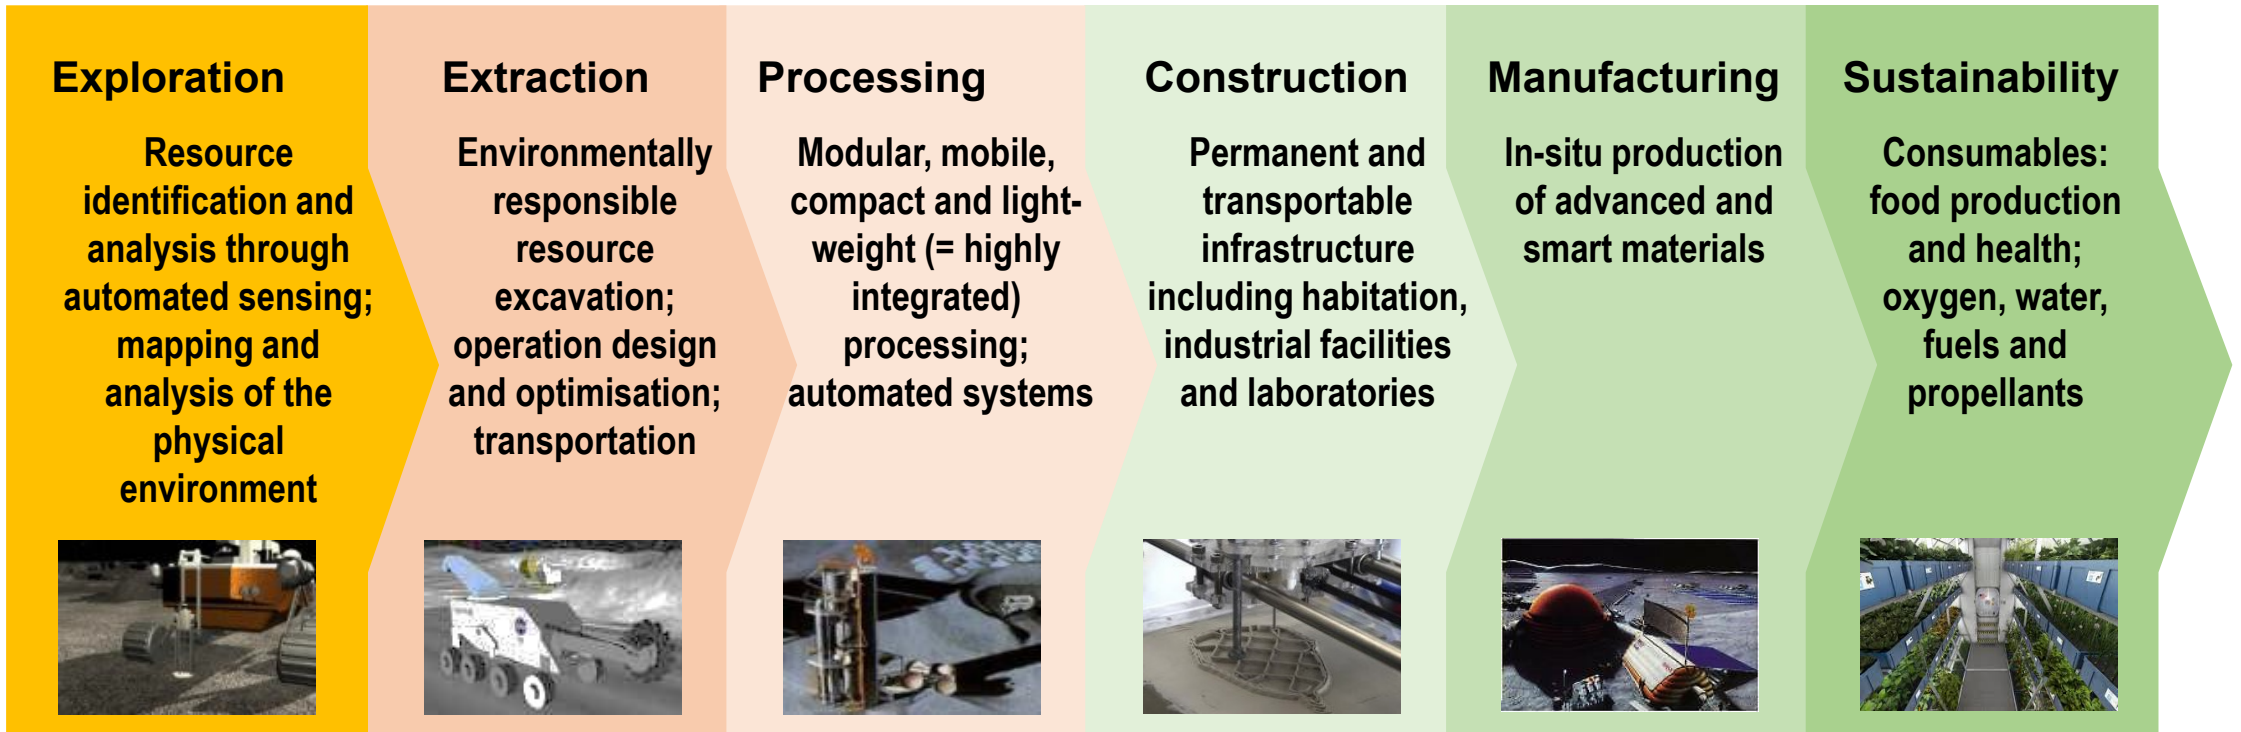 Exploration
Resource
identification and
analysis through
automated sensing;
mapping and
analysis of the
physical
environment
Extraction
Environmentally
responsible
resource
excavation;
operation design
and optimisation;
transportation
Processing
Modular, mobile,
compact and light-
weight (= highly
integrated)
processing;
automated systems
Construction
Permanent and
transportable
infrastructure
including habitation,
industrial facilities
and laboratories
Manufacturing
In-situ production
of advanced and
smart materials
Sustainability
Consumables:
food production
and health;
oxygen, water,
fuels and
propellants